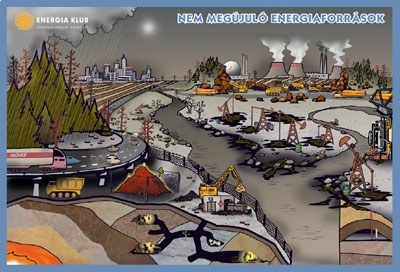 ENERGIA KLUB
NEM MEGÚJULÓ ENERGIAFORRÁSOK